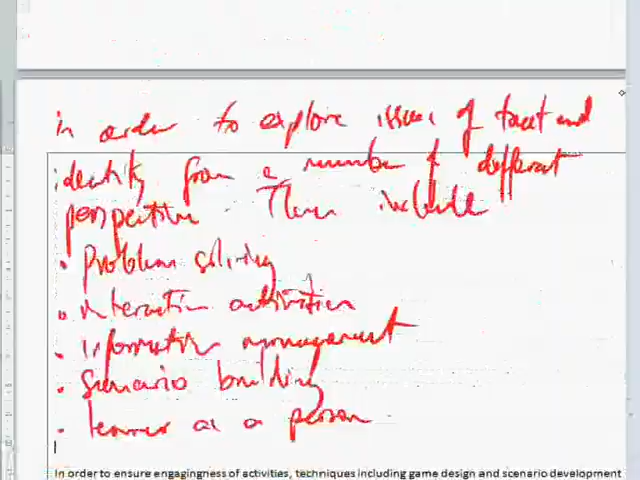 in order to explore issues of trust and
identity from a number of different
perspectives. These include
• Problem solving
• interactive activities
• information management
• scenario building
• learner as a person
In order to ensure engagingness of activities, techniques including game design and scenario development